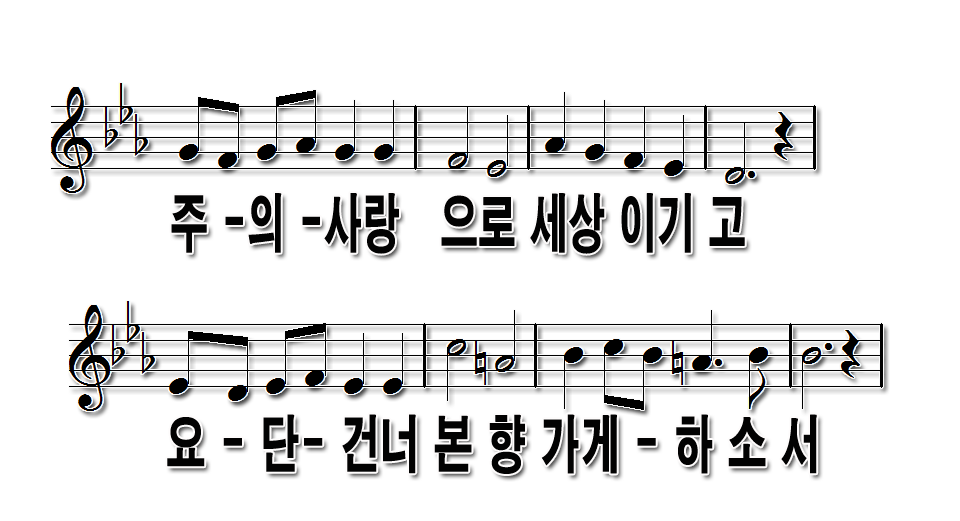 주 -의 -사랑 으로 세상 이기 고
요 - 단- 건너 본 향 가게 - 하 소 서